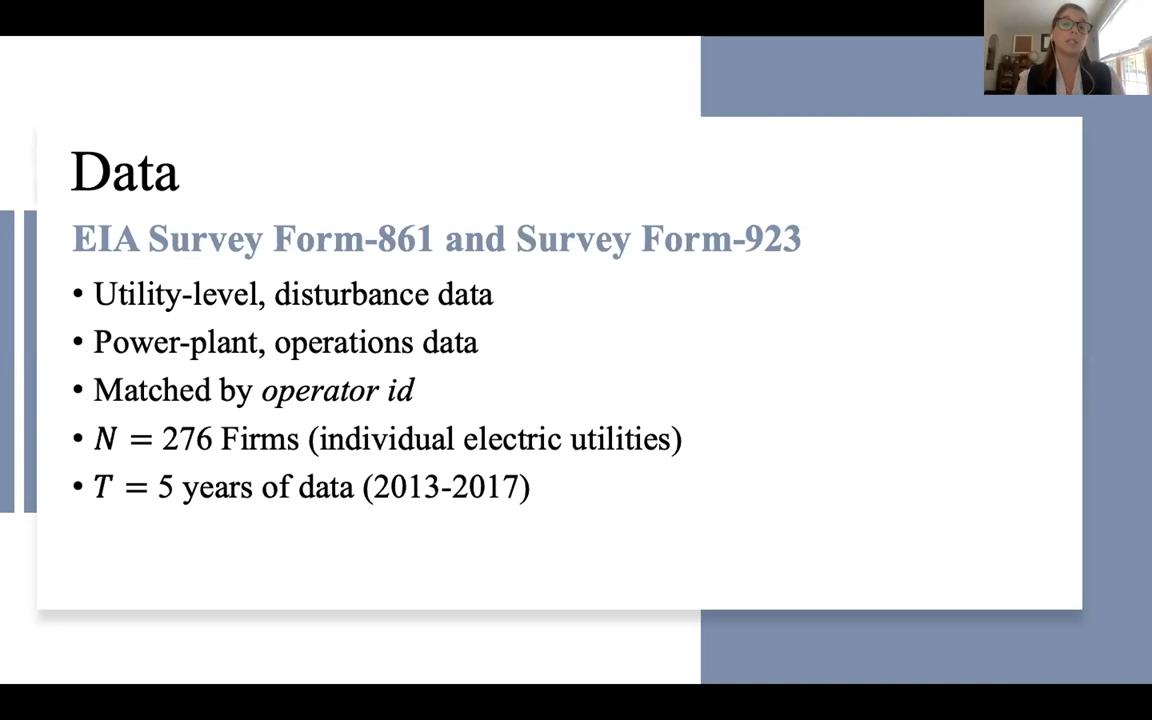 Data
EIA Survey Form-861 and Survey Form-923
• Utility-level, disturbance data
• Power-plant, operations data
• Matched by operator id
• N = 276 Firms (individual electric utilities)
• T = 5 years of data (2013-2017)